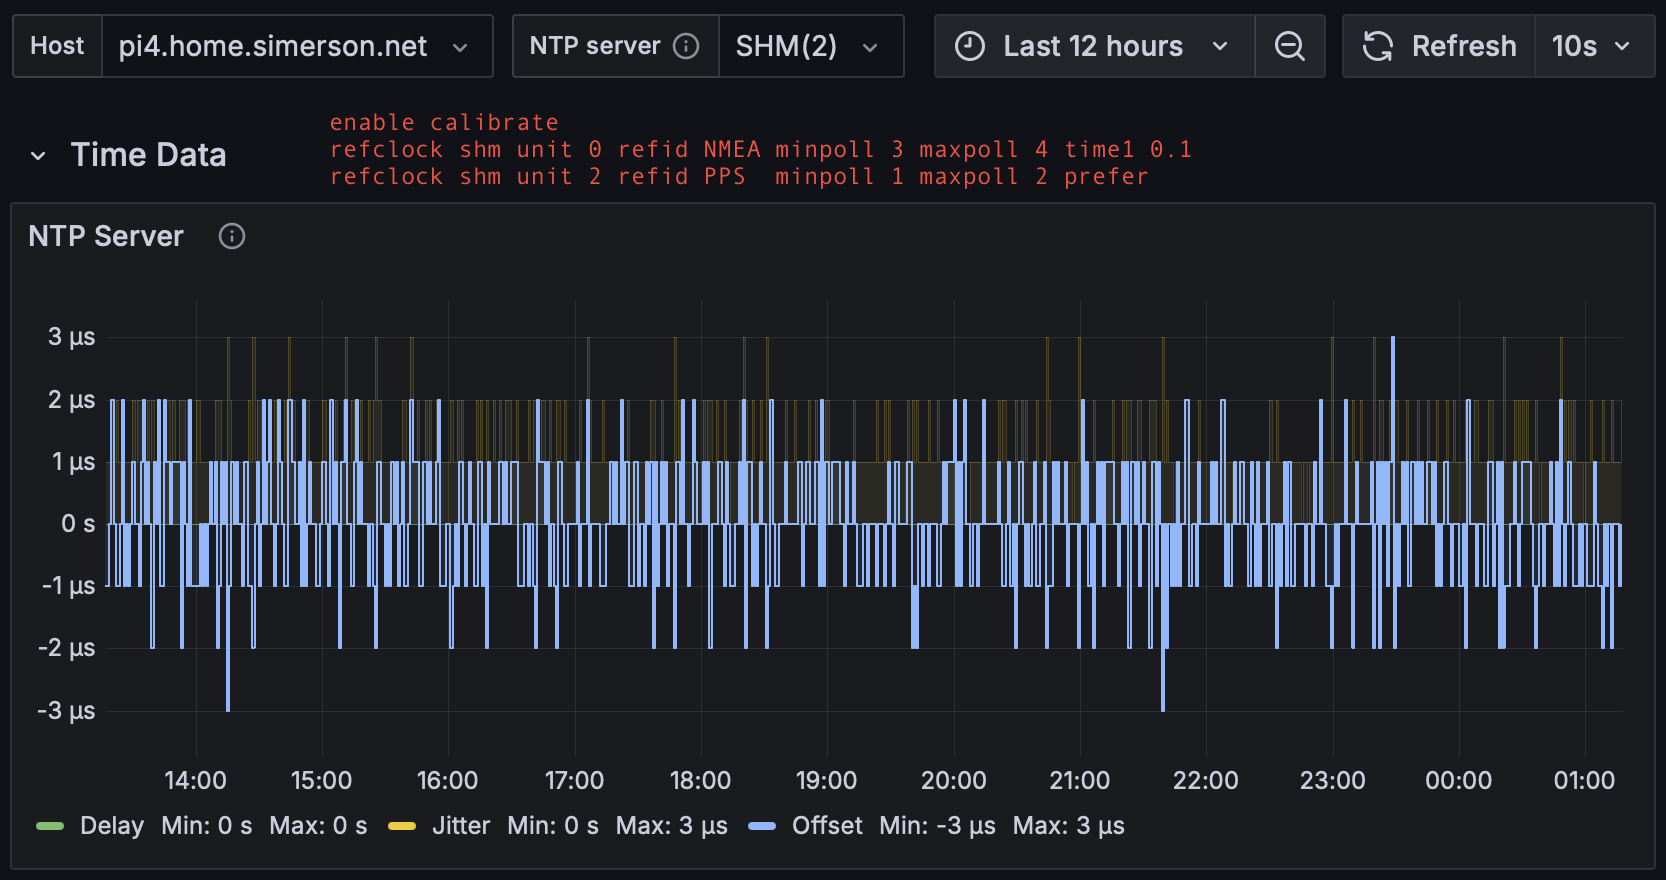 Host pi4.home.simerson.net NTP server SHM(2) Last 12 hours Refresh 10s
enable calibrate
Time Data
refclock shm unit 0 refid NMEA minpoll 3 maxpoll 4 time1 0.1
refclock shm unit 2 refid PPS  minpoll 1 maxpoll 2 prefer
NTP Server
3 µs
2 µs
1 µs
0 s
-1 µs
-2 µs
-3 µs
14:00 15:00 16:00 17:00 18:00 19:00 20:00 21:00 22:00 23:00 00:00 01:00
Delay Min: 0 s Max: 0 s Jitter Min: 0 s Max: 3 µs Offset Min: -3 µs Max: 3 µs